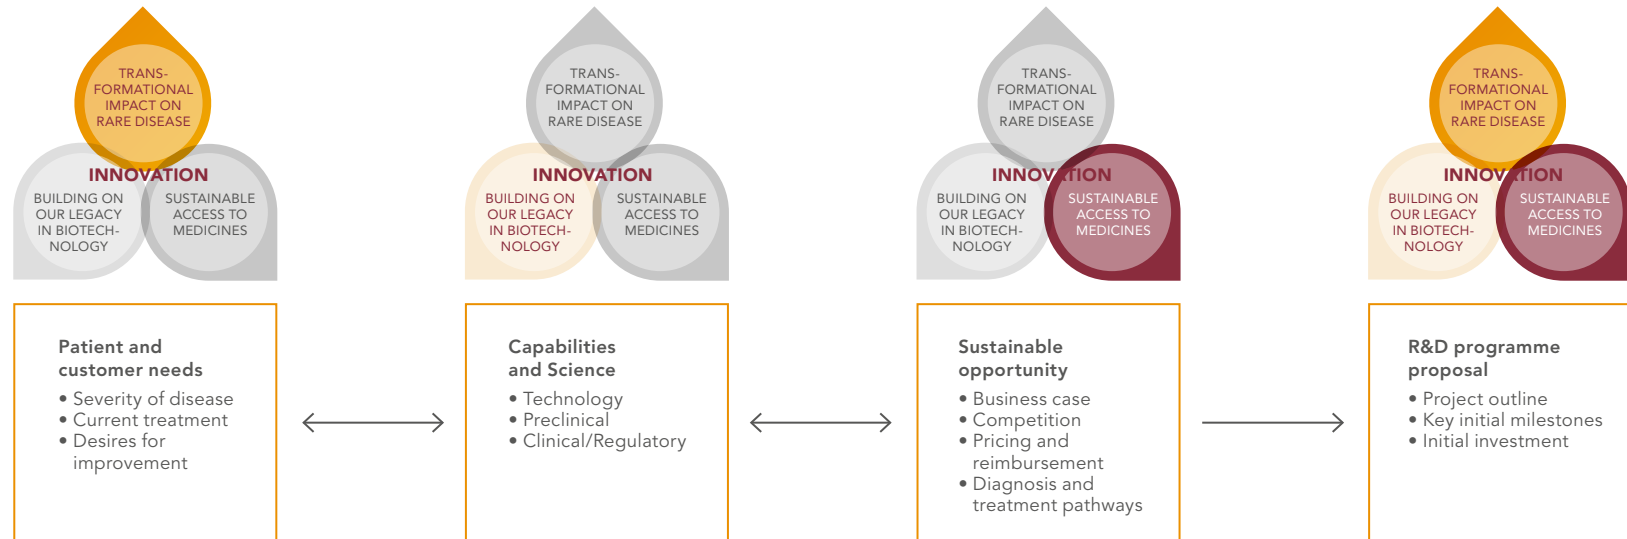 TRANS-
FORMATIONAL
IMPACT ON
RARE DISEASE
INNOVATION
BUILDING ON
OUR LEGACY
IN BIOTECH-
NOLOGY
SUSTAINABLE
ACCESS TO
MEDICINES
Patient and
customer needs
• Severity of disease
• Current treatment
• Desires for
improvement
TRANS-
FORMATIONAL
IMPACT ON
RARE DISEASE
INNOVATION
BUILDING ON
OUR LEGACY
IN BIOTECH-
NOLOGY
SUSTAINABLE
ACCESS TO
MEDICINES
Capabilities
and Science
• Technology
• Preclinical
• Clinical/Regulatory
TRANS-
FORMATIONAL
IMPACT ON
RARE DISEASE
INNOVATION
BUILDING ON
OUR LEGACY
IN BIOTECH-
NOLOGY
SUSTAINABLE
ACCESS TO
MEDICINES
Sustainable
opportunity
• Business case
• Competition
• Pricing and
reimbursement
• Diagnosis and
treatment pathways
TRANS-
FORMATIONAL
IMPACT ON
RARE DISEASE
INNOVATION
BUILDING ON
OUR LEGACY
IN BIOTECH-
NOLOGY
SUSTAINABLE
ACCESS TO
MEDICINES
R&D programme
proposal
• Project outline
• Key initial milestones
• Initial investment